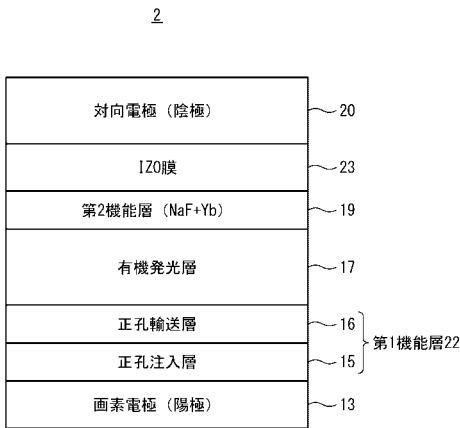 2
対向電極（陰極） 20
IZO膜 23
第2機能層（NaF+Yb） 19
有機発光層 17
正孔輸送層 16
正孔注入層 15
第1機能層22
画素電極（陽極） 13